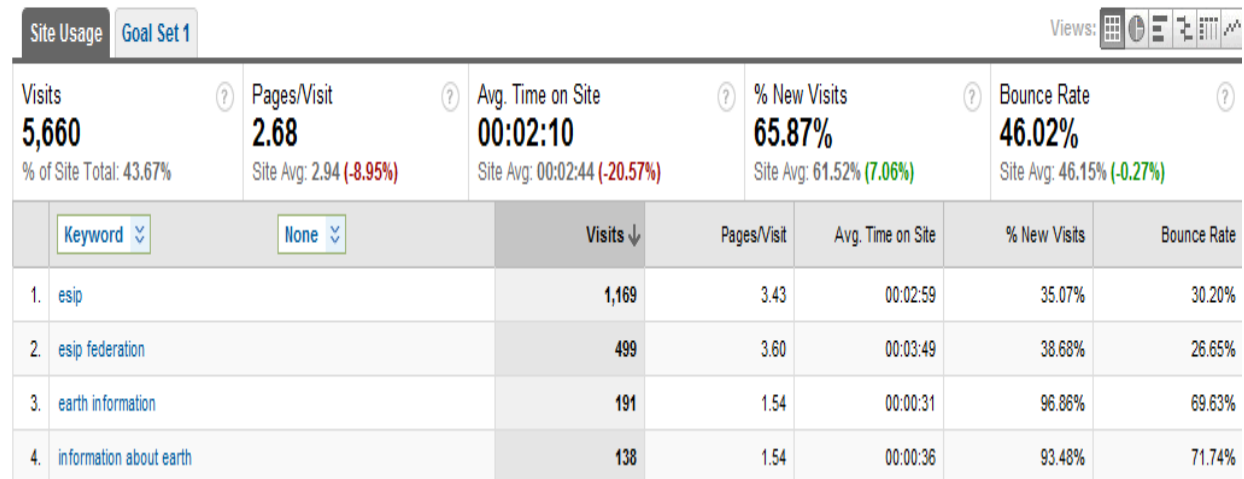 Site Usage Goal Set 1 Views:
Visits ? Pages/Visit ? Avg. Time on Site ? % New Visits ? Bounce Rate ?
5,660 2.68 00:02:10 65.87% 46.02%
% of Site Total: 43.67% Site Avg: 2.94 (-8.95%) Site Avg: 00:02:44 (-20.57%) Site Avg: 61.52% (7.06%) Site Avg: 46.15% (-0.27%)
Keyword None Visits Pages/Visit Avg. Time on Site % New Visits Bounce Rate
1. esip 1,169 3.43 00:02:59 35.07% 30.20%
2. esip federation 499 3.60 00:03:49 38.68% 26.65%
3. earth information 191 1.54 00:00:31 96.86% 69.63%
4. information about earth 138 1.54 00:00:36 93.48% 71.74%